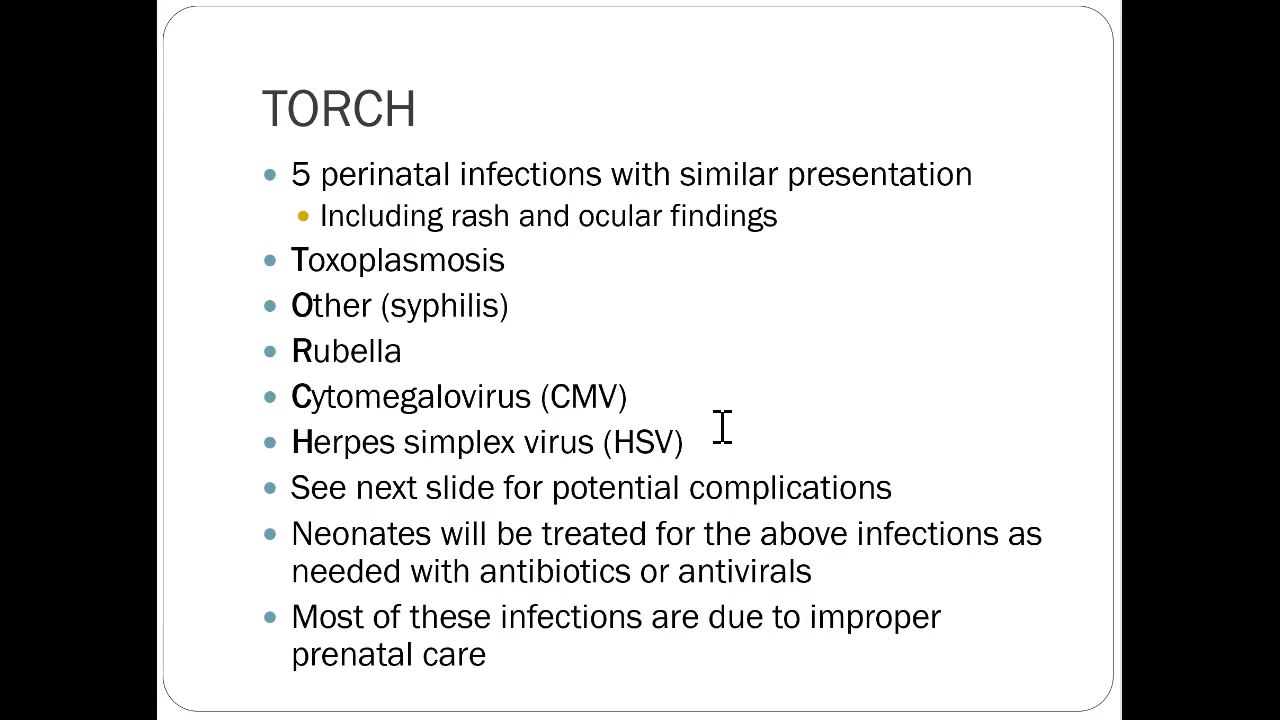 TORCH
5 perinatal infections with similar presentation
Including rash and ocular findings
Toxoplasmosis
Other (syphilis)
Rubella
Cytomegalovirus (CMV)
Herpes simplex virus (HSV)
See next slide for potential complications
Neonates will be treated for the above infections as
needed with antibiotics or antivirals
Most of these infections are due to improper
prenatal care